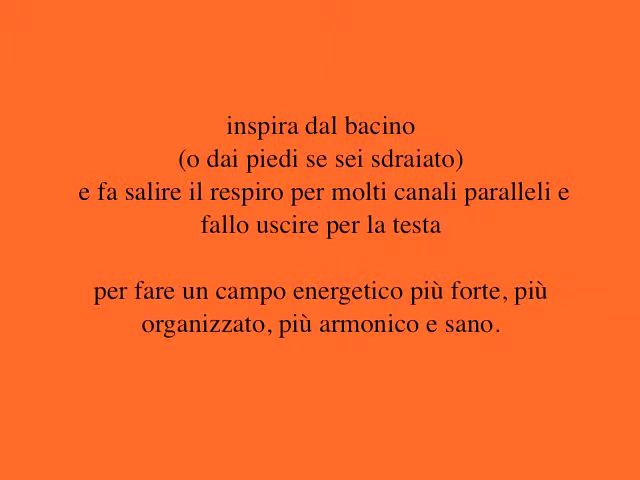 inspira dal bacino
(o dai piedi se sei sdraiato)
e fa salire il respiro per molti canali paralleli e
fallo uscire per la testa
per fare un campo energetico più forte, più
organizzato, più armonico e sano.